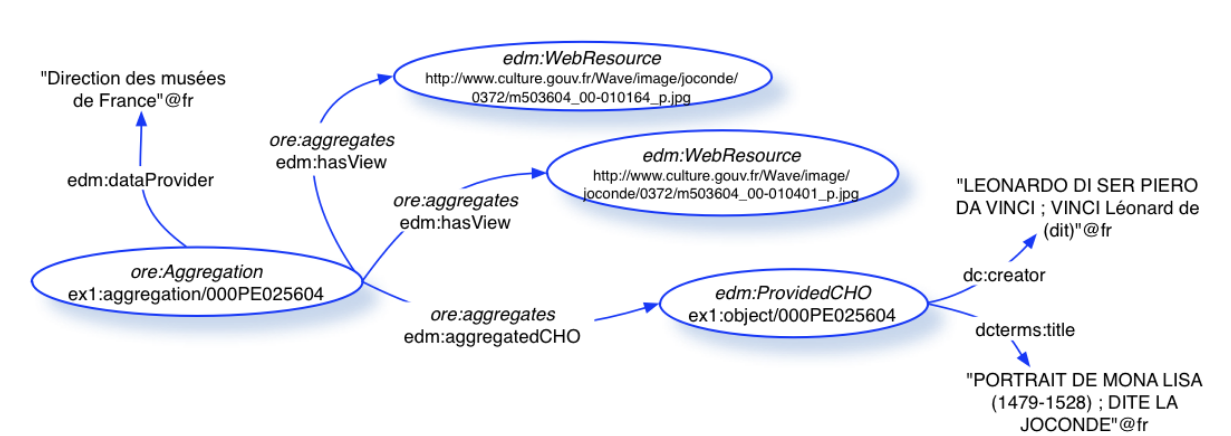 "Direction des musées
de France"@fr
edm:dataProvider
ore:Aggregation
ex1:aggregation/000PE025604
ore:aggregates
edm:hasView
edm:WebResource
http://www.culture.gouv.fr/Wave/image/joconde/
0372/m503604_00-010164_p.jpg
ore:aggregates
edm:hasView
edm:WebResource
http://www.culture.gouv.fr/Wave/image/
joconde/0372/m503604_00-010401_p.jpg
ore:aggregates
edm:aggregatedCHO
edm:ProvidedCHO
ex1:object/000PE025604
dc:creator
"LEONARDO DI SER PIERO
DA VINCI ; VINCI Léonard de
(dit)"@fr
dcterms:title
"PORTRAIT DE MONA LISA
(1479-1528) ; DITE LA
JOCONDE"@fr